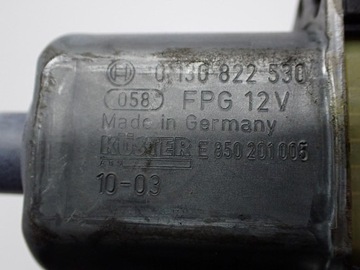 0 130 822 530
058 FPG 12V
Made in Germany
KÜSTER E 850 201 005
10-03